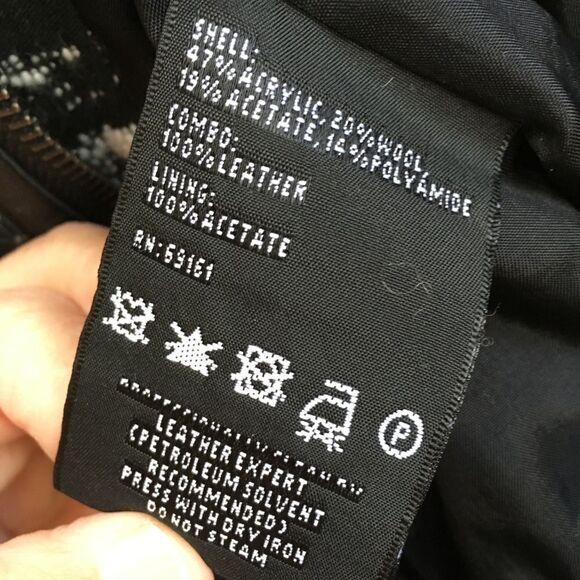 SHELL:
47% ACRYLIC, 20% WOOL
19% ACETATE, 14% POLYAMIDE
COMBO:
100% LEATHER
LINING:
100% ACETATE
RN: 69161
P
LEATHER EXPERT
(PETROLEUM SOLVENT
RECOMMENDED)
PRESS WITH DRY IRON
DO NOT STEAM